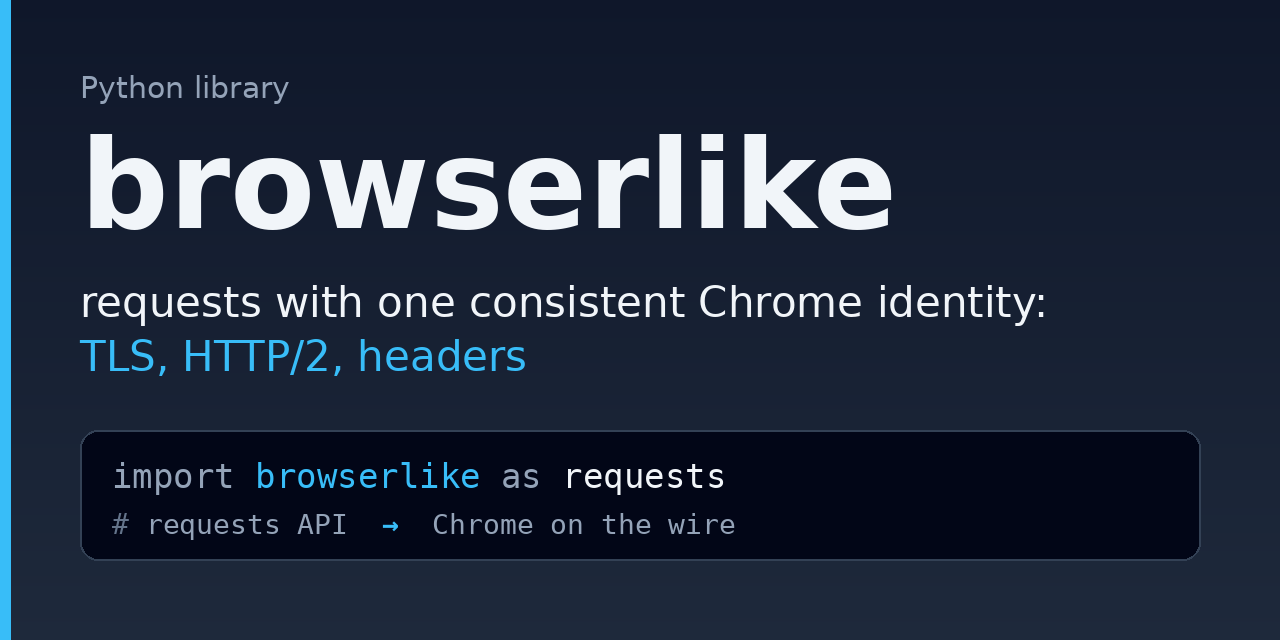 Python library
browserlike
requests with one consistent Chrome identity:
TLS, HTTP/2, headers
import browserlike as requests
# requests API → Chrome on the wire